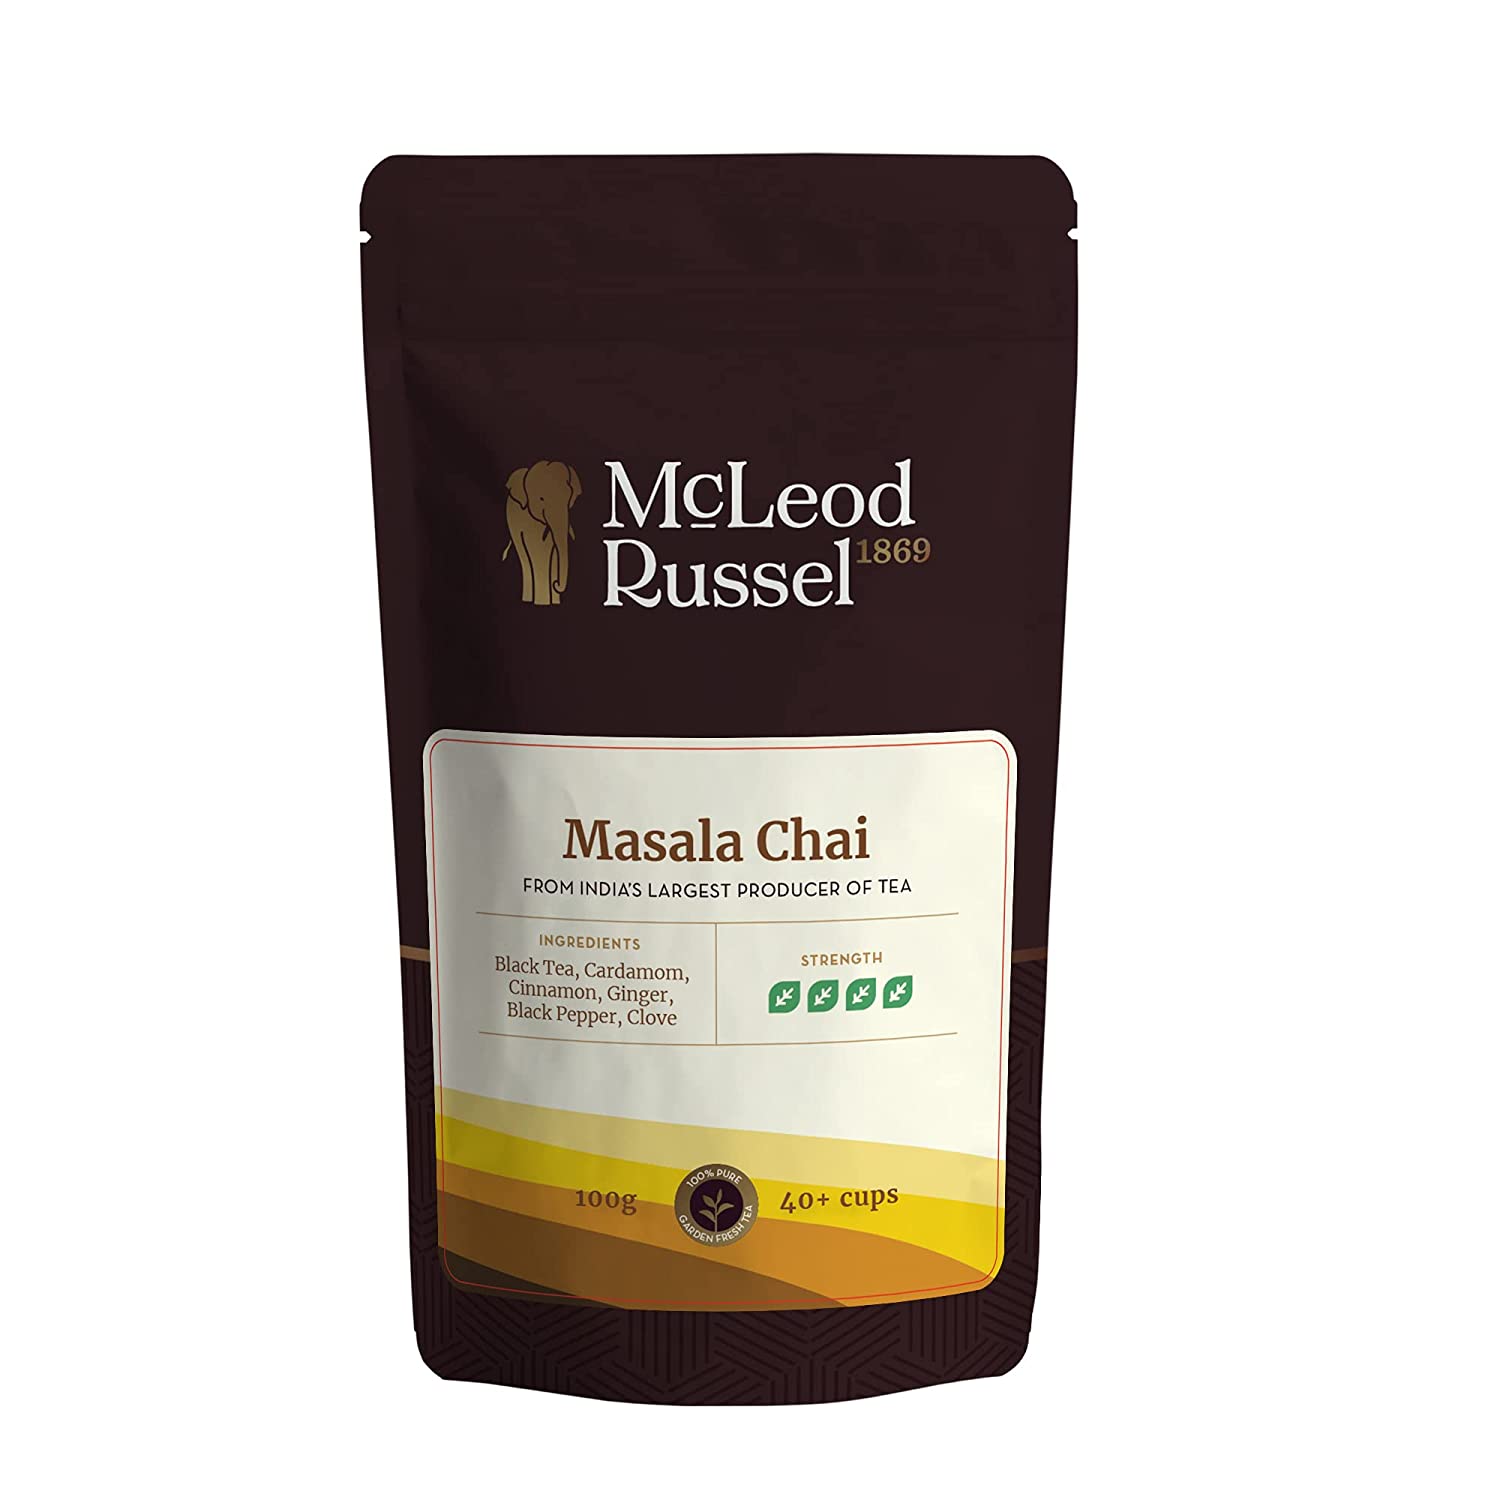 McLeod
Russel 1869
Masala Chai
FROM INDIA'S LARGEST PRODUCER OF TEA
INGREDIENTS
Black Tea, Cardamom,
Cinnamon, Ginger,
Black Pepper, Clove
STRENGTH
100g
100% PURE
GARDEN FRESH TEA
40+ cups